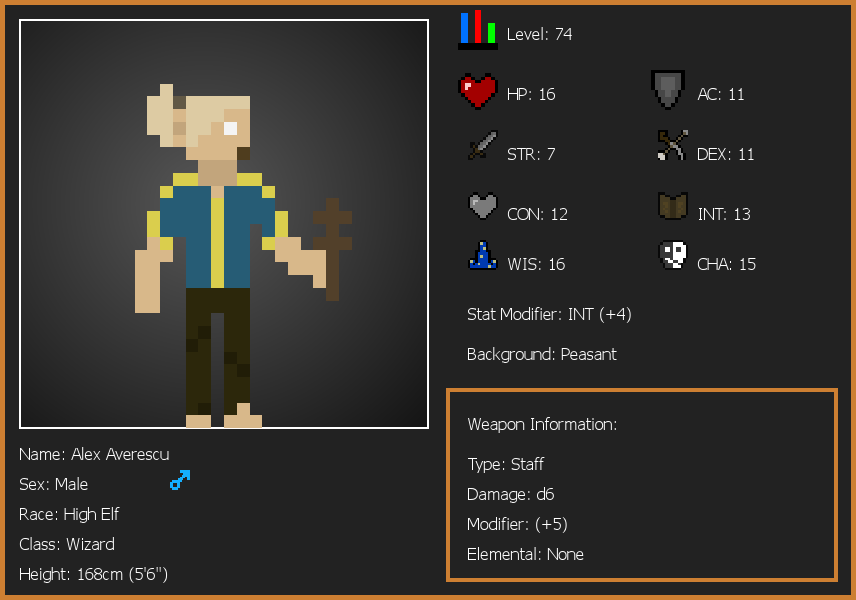 Level: 74
HP: 16
AC: 11
STR: 7
DEX: 11
CON: 12
INT: 13
WIS: 16
CHA: 15
Stat Modifier: INT (+4)
Background: Peasant
Weapon Information:
Type: Staff
Damage: d6
Modifier: (+5)
Elemental: None
Name: Alex Averescu
Sex: Male
Race: High Elf
Class: Wizard
Height: 168cm (5'6")